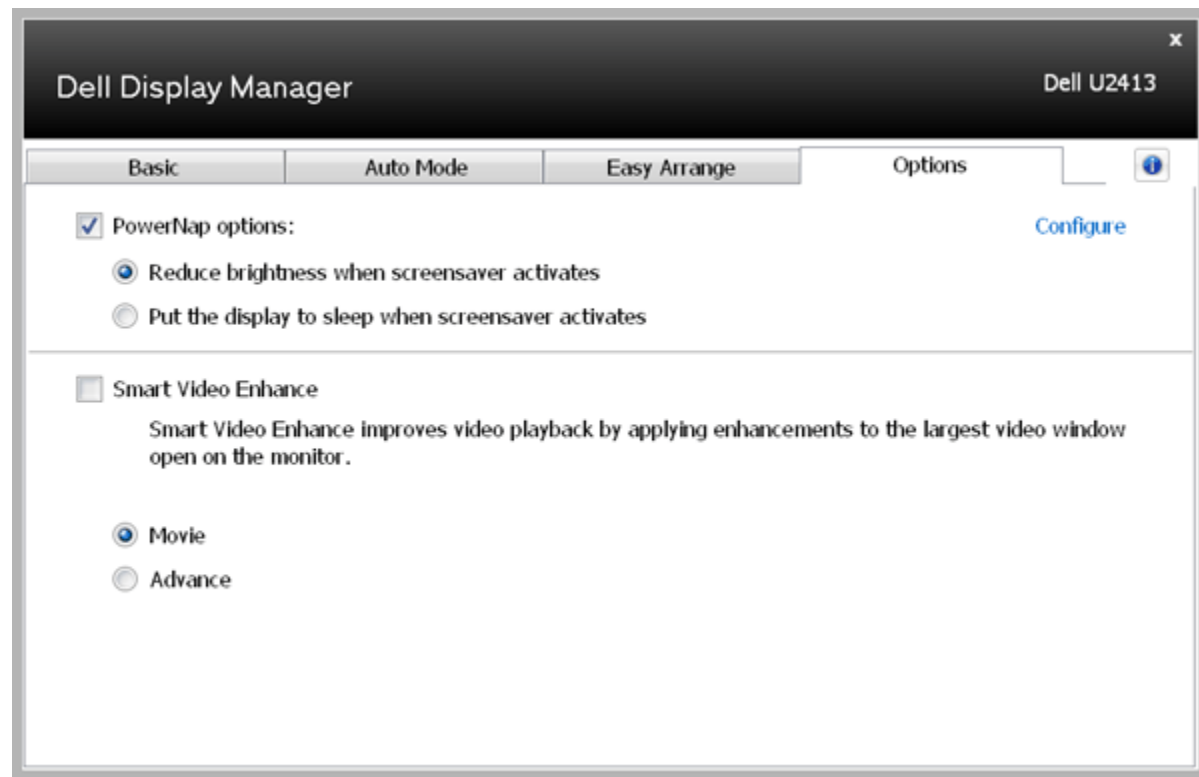 x
Dell Display Manager
Dell U2413
Basic
Auto Mode
Easy Arrange
Options
i
PowerNap options:
Configure
Reduce brightness when screensaver activates
Put the display to sleep when screensaver activates
Smart Video Enhance
Smart Video Enhance improves video playback by applying enhancements to the largest video window
open on the monitor.
Movie
Advance